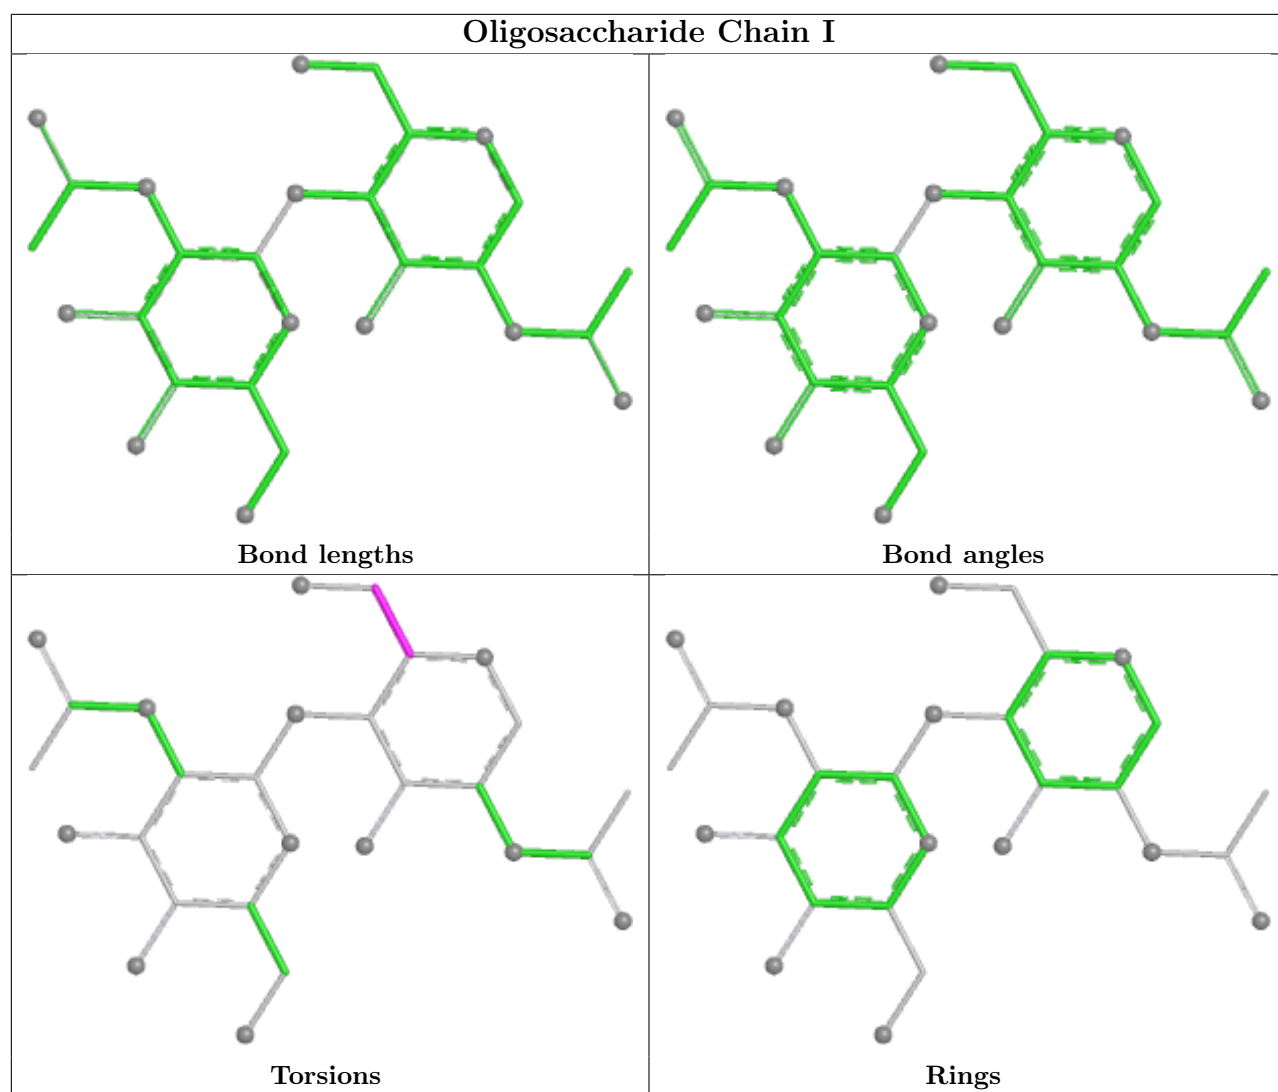 Oligosaccharide Chain I
Bond lengths
Bond angles
Torsions
Rings